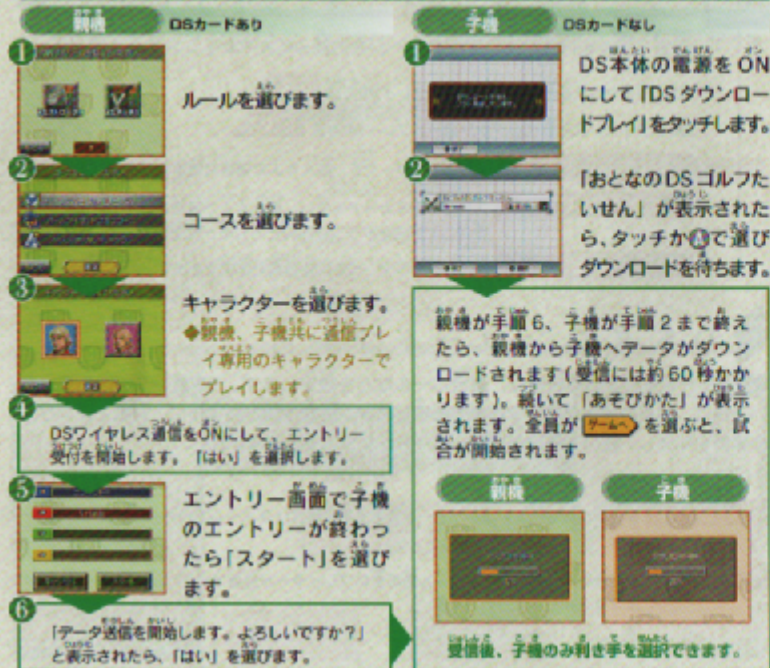 親機
DSカードあり
1
ルールを選びます。
2
コースを選びます。
3
キャラクターを選びます。
◆親機、子機共に通信プレ
イ専用のキャラクターで
プレイします。
4
DSワイヤレス通信をONにして、エントリー
受付を開始します。「はい」を選択します。
5
エントリー画面で子機
のエントリーが終わっ
たら「スタート」を選び
ます。
6
「データ送信を開始します。よろしいですか?」
と表示されたら、「はい」を選びます。
子機
DSカードなし
1
DS本体の電源をON
にして「DSダウンロー
ドプレイ」をタッチします。
2
「おとなのDSゴルフた
いせん」が表示された
ら、タッチかAで選び
ダウンロードを待ちます。
親機が手順6、子機が手順2まで終え
たら、親機から子機へデータがダウン
ロードされます(受信には約60秒かか
ります)。続いて「あそびかた」が表示
されます。全員がゲームへを選ぶと、試
合が開始されます。
親機
子機
受信後、子機のみ利き手を選択できます。